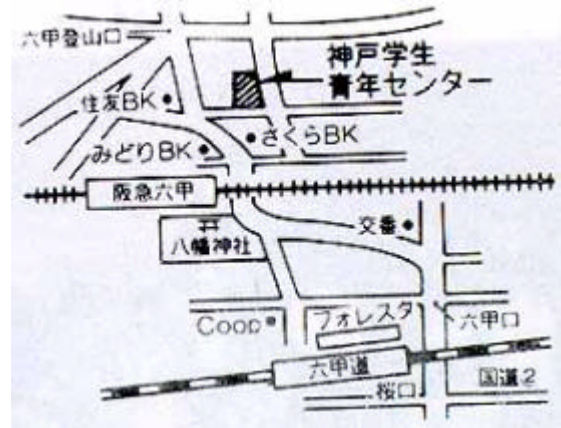 六甲登山口
神戸学生
青年センター
住友BK
さくらBK
みどりBK
阪急六甲
八幡神社
交番
Coop
フォレスタ
六甲口
六甲道
桜口
国道2